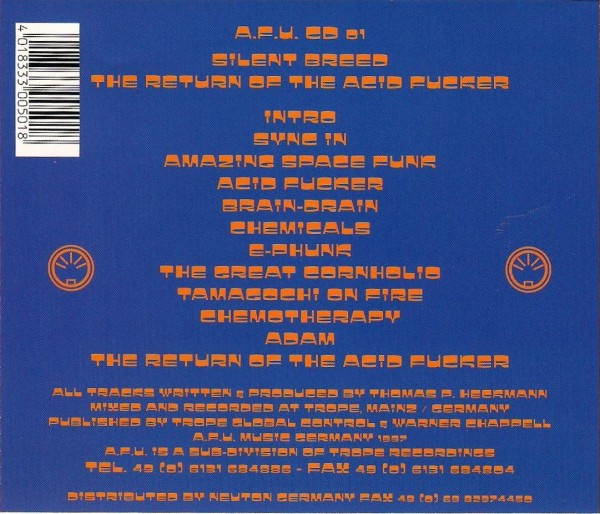 4 018333 005018
A.F.U. CD 01
SILENT BREED
THE RETURN OF THE ACID FUCKER
INTRO
SYNC IN
AMAZING SPACE FUNK
ACID FUCKER
BRAIN-DRAIN
CHEMICALS
E-PHUNK
THE GREAT CORNHOLIO
TAMAGOCHI ON FIRE
CHEMOTHERAPY
ADAM
THE RETURN OF THE ACID FUCKER
ALL TRACKS WRITTEN & PRODUCED BY THOMAS P. HECKMANN
MIXED AND RECORDED AT TROPE, MAINZ / GERMANY
PUBLISHED BY TROPE GLOBAL CONTROL & WARNER CHAPPELL
A.F.U. MUSIC GERMANY 1997
A.F.U. IS A SUB-DIVISION OF TROPE RECORDINGS
TEL. 49 (0) 6131 684886 - FAX 49 (0) 6131 684804
DISTRIBUTED BY NEUTON GERMANY FAX 49 (0) 69 82974450